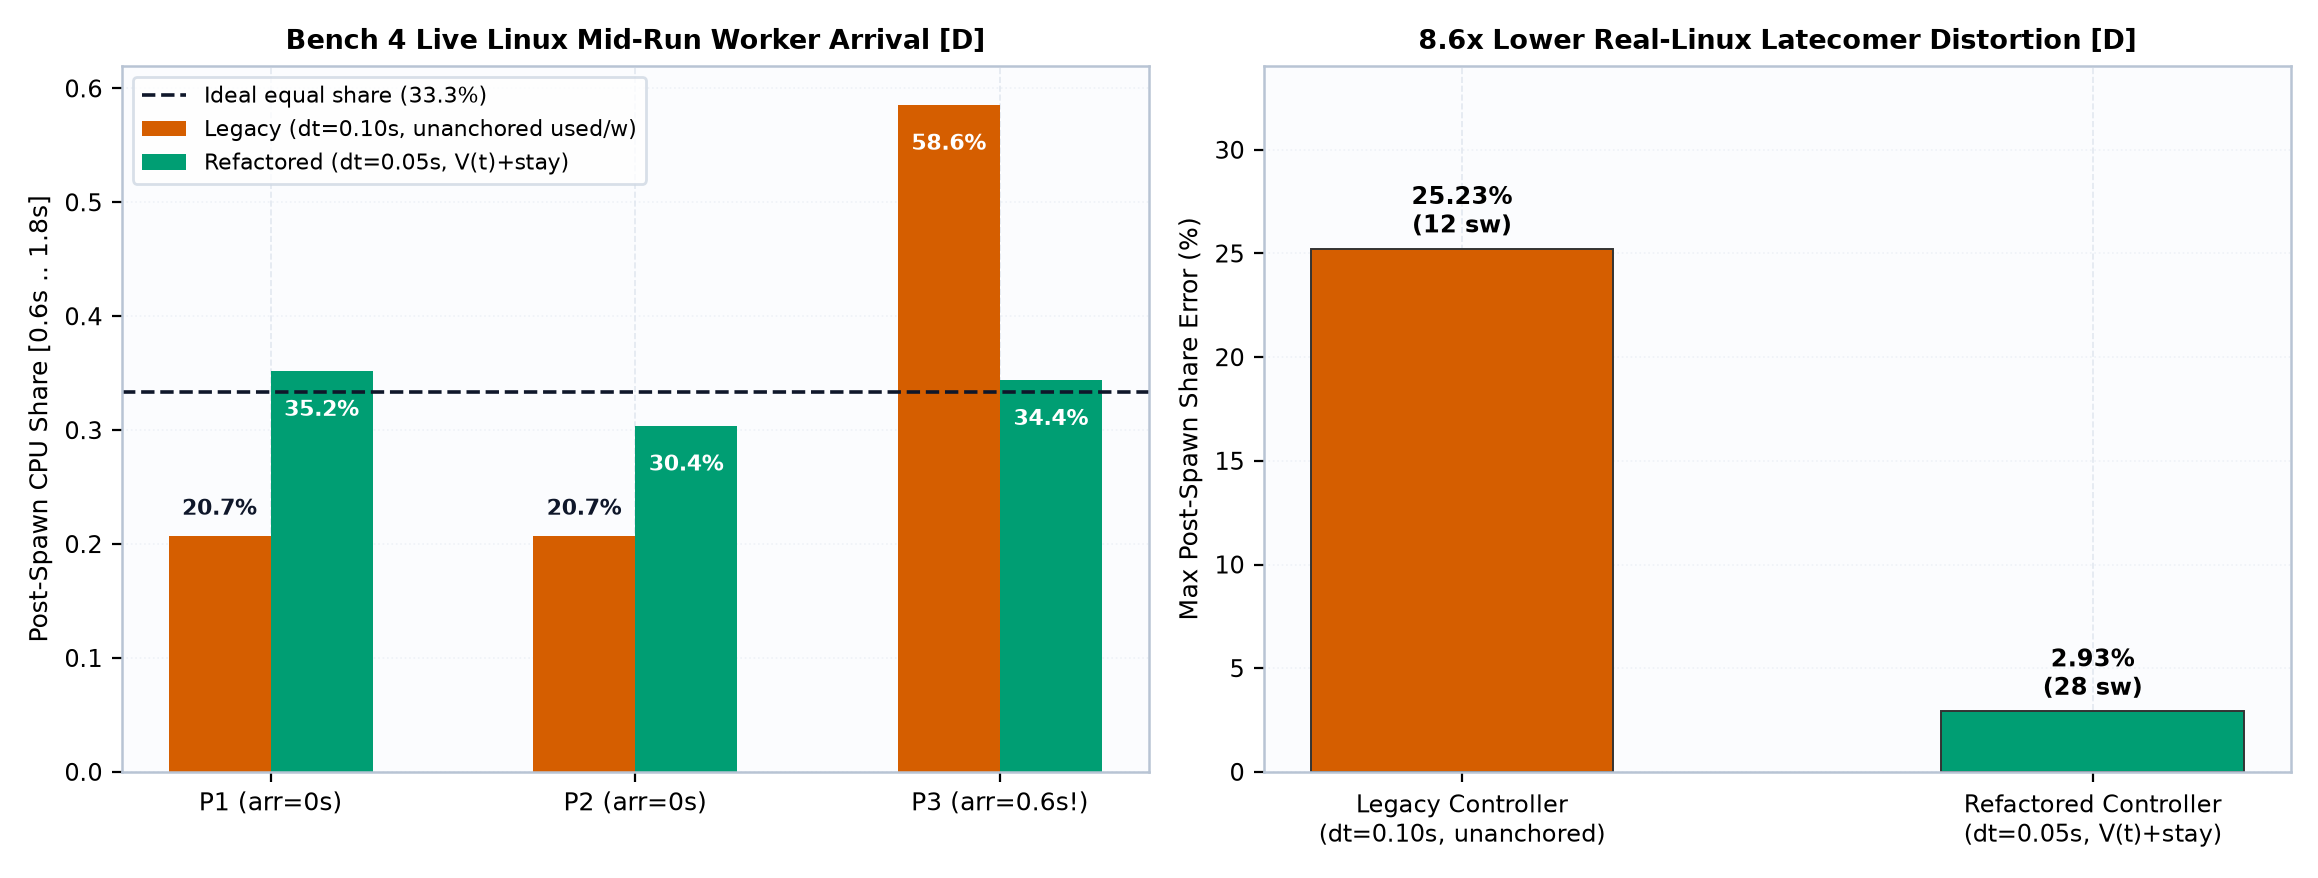 Bench 4 Live Linux Mid-Run Worker Arrival [D]
Post-Spawn CPU Share [0.6s .. 1.8s]
0.6
0.5
0.4
0.3
0.2
0.1
0.0
Ideal equal share (33.3%)
Legacy (dt=0.10s, unanchored used/w)
Refactored (dt=0.05s, V(t)+stay)
20.7%
35.2%
20.7%
30.4%
58.6%
34.4%
P1 (arr=0s)
P2 (arr=0s)
P3 (arr=0.6s!)
8.6x Lower Real-Linux Latecomer Distortion [D]
Max Post-Spawn Share Error (%)
30
25
20
15
10
5
0
25.23%
(12 sw)
2.93%
(28 sw)
Legacy Controller
(dt=0.10s, unanchored)
Refactored Controller
(dt=0.05s, V(t)+stay)